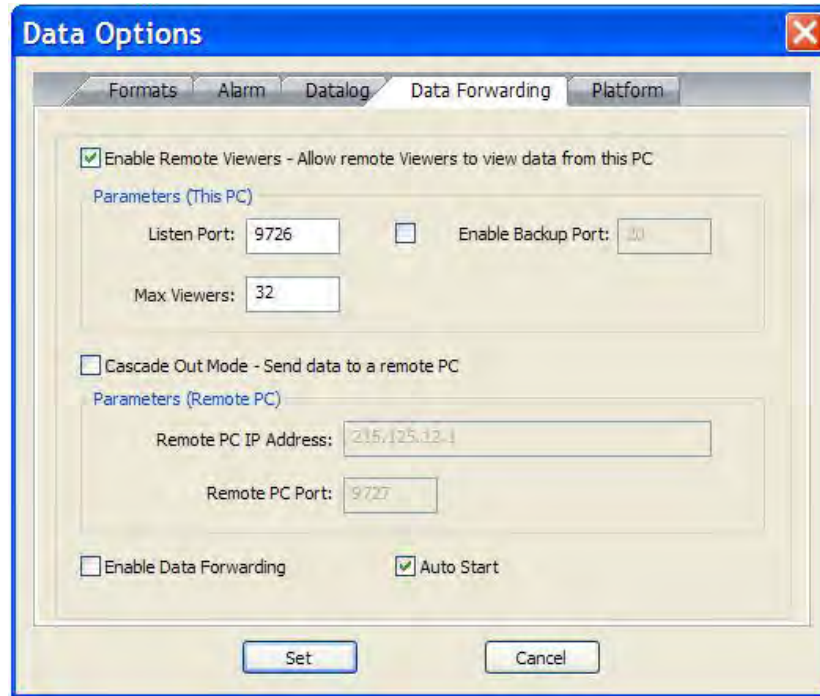 Data Options
Formats Alarm Datalog Data Forwarding Platform
Enable Remote Viewers - Allow remote Viewers to view data from this PC
Parameters (This PC)
Listen Port: 9726 Enable Backup Port: 20
Max Viewers: 32
Cascade Out Mode - Send data to a remote PC
Parameters (Remote PC)
Remote PC IP Address: 215.125.12.1
Remote PC Port: 9727
Enable Data Forwarding Auto Start
Set Cancel